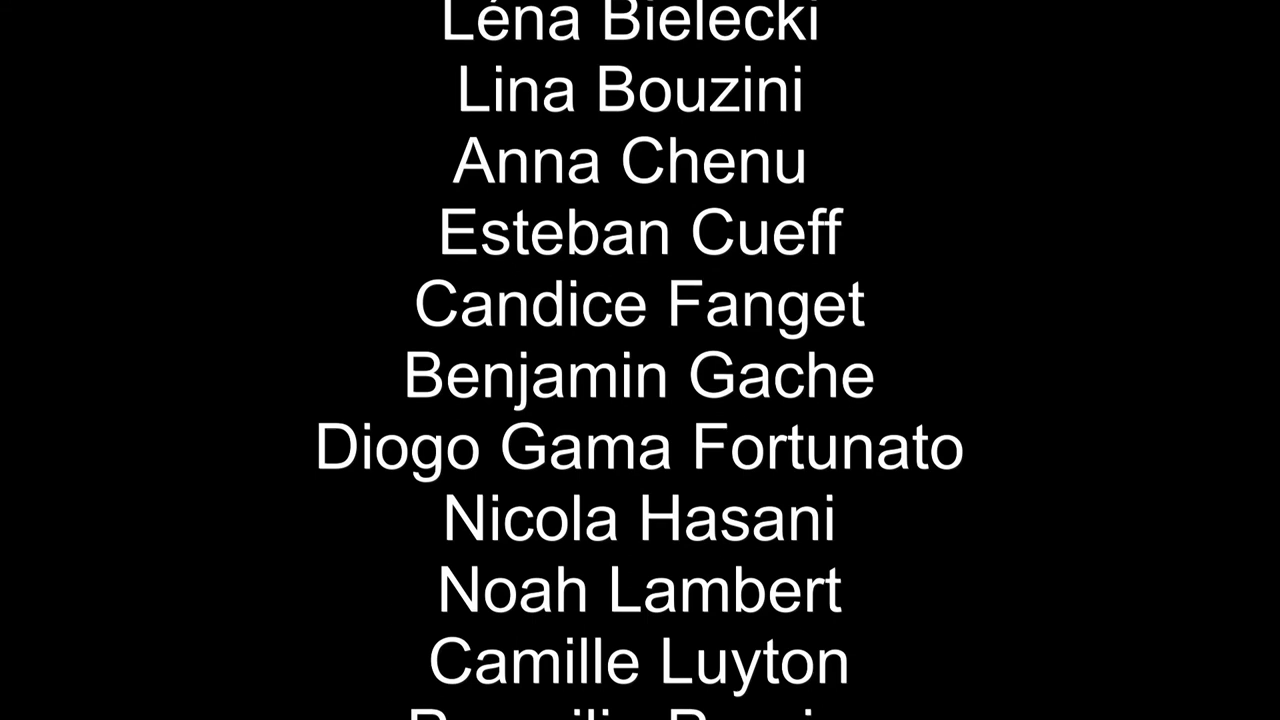 Léna Bielecki
Lina Bouzini
Anna Chenu
Esteban Cueff
Candice Fanget
Benjamin Gache
Diogo Gama Fortunato
Nicola Hasani
Noah Lambert
Camille Luyton